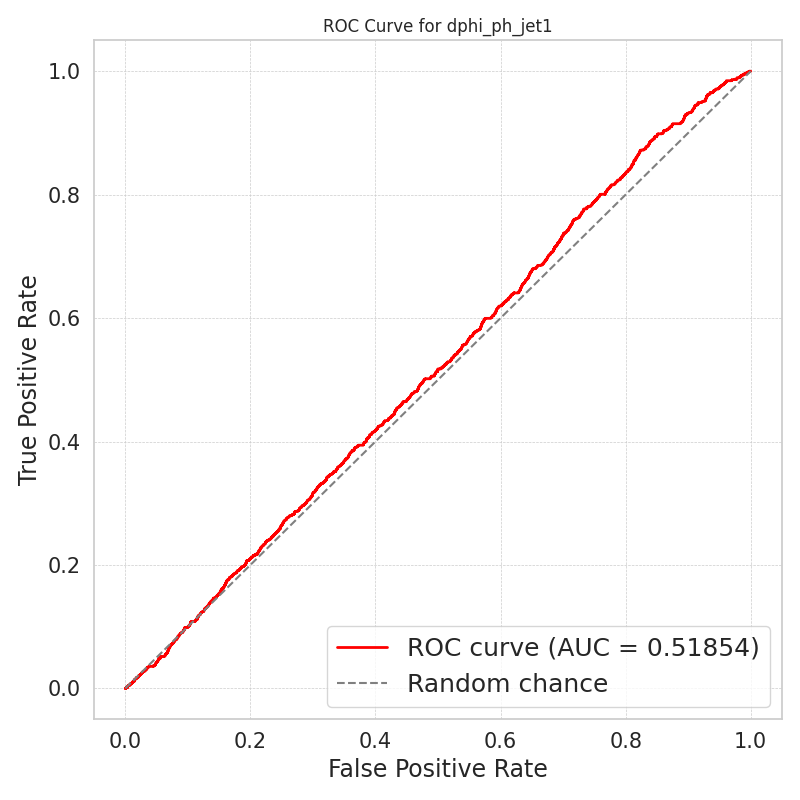 ROC Curve for dphi_ph_jet1
1.0
0.8
0.6
0.4
0.2
0.0
True Positive Rate
ROC curve (AUC = 0.51854)
Random chance
0.0 0.2 0.4 0.6 0.8 1.0
False Positive Rate